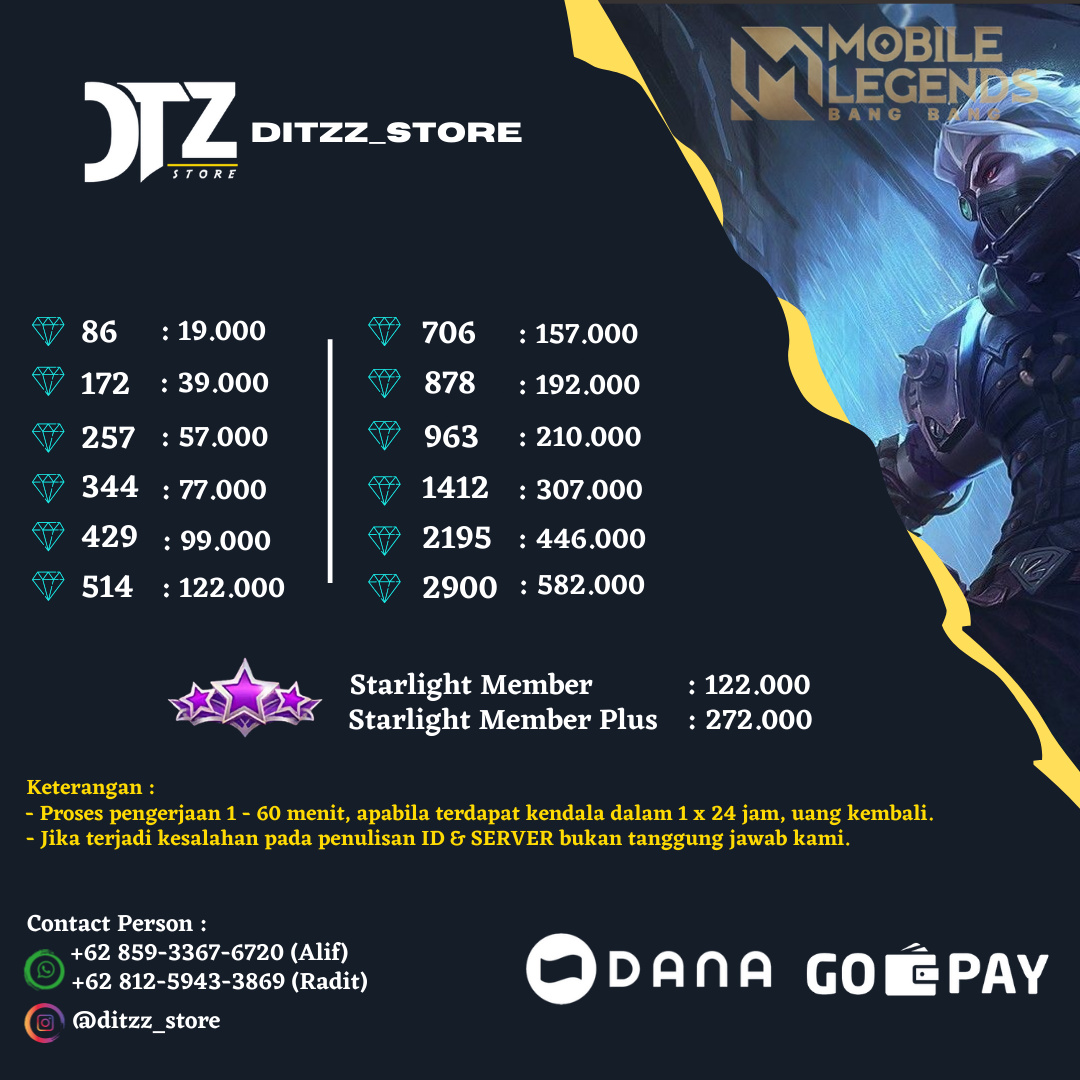 DTZ
STORE
DITZZ_STORE
MOBILE
LEGENDS
BANG BANG
86 : 19.000
172 : 39.000
257 : 57.000
344 : 77.000
429 : 99.000
514 : 122.000
706 : 157.000
878 : 192.000
963 : 210.000
1412 : 307.000
2195 : 446.000
2900 : 582.000
Starlight Member : 122.000
Starlight Member Plus : 272.000
Keterangan :
- Proses pengerjaan 1 - 60 menit, apabila terdapat kendala dalam 1 x 24 jam, uang kembali.
- Jika terjadi kesalahan pada penulisan ID & SERVER bukan tanggung jawab kami.
Contact Person :
+62 859-3367-6720 (Alif)
+62 812-5943-3869 (Radit)
@ditzz_store
DANA
GO PAY